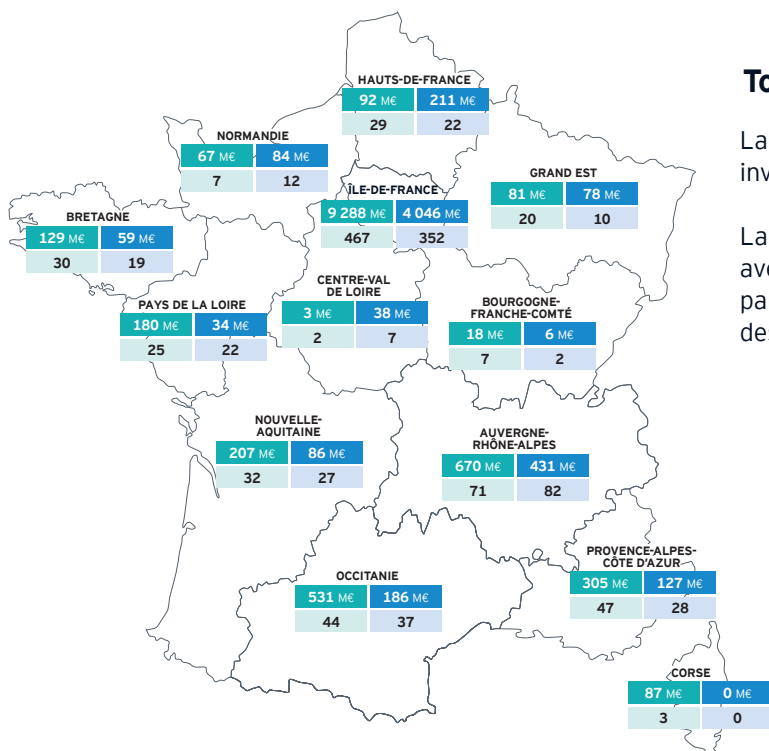 HAUTS-DE-FRANCE
92 M€ 211 M€
29 22
NORMANDIE
67 M€ 84 M€
7 12
ÎLE-DE-FRANCE
9 288 M€ 4 046 M€
467 352
GRAND EST
81 M€ 78 M€
20 10
BRETAGNE
129 M€ 59 M€
30 19
CENTRE-VAL
DE LOIRE
3 M€ 38 M€
2 7
PAYS DE LA LOIRE
180 M€ 34 M€
25 22
BOURGOGNE-
FRANCHE-COMTÉ
18 M€ 6 M€
7 2
NOUVELLE-
AQUITAINE
207 M€ 86 M€
32 27
AUVERGNE-
RHÔNE-ALPES
670 M€ 431 M€
71 82
OCCITANIE
531 M€ 186 M€
44 37
PROVENCE-ALPES-
CÔTE D'AZUR
305 M€ 127 M€
47 28
CORSE
87 M€ 0 M€
3 0
To
La
inv
La
ave
pa
des